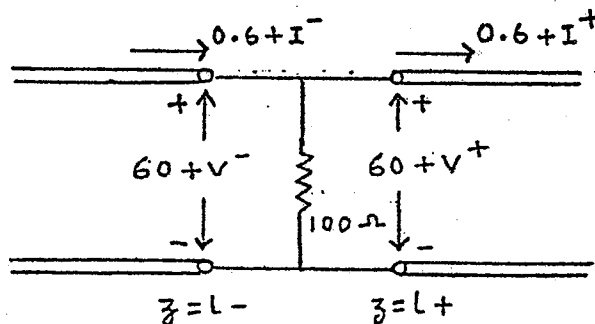 0.6+I⁻ 0.6+I⁺
+ +
60+V⁻ 60+V⁺
100Ω
- -
z=l- z=l+